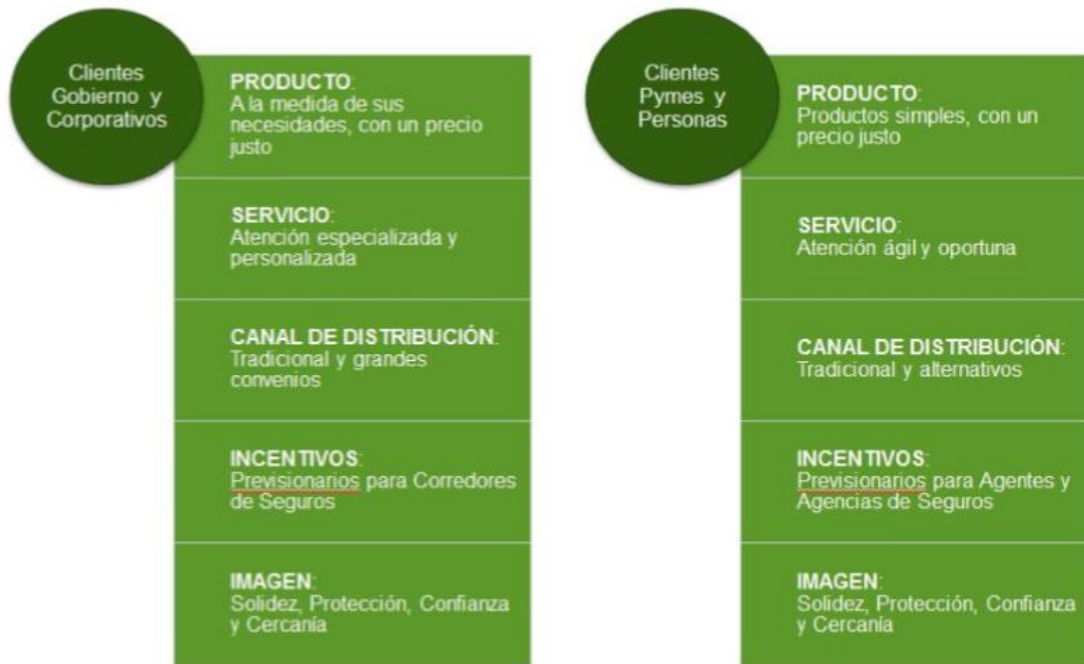 Clientes
Gobierno y
Corporativos
PRODUCTO:
A la medida de sus
necesidades, con un precio
justo
SERVICIO:
Atención especializada y
personalizada
CANAL DE DISTRIBUCIÓN:
Tradicional y grandes
convenios
INCENTIVOS:
Previsionarios para Corredores
de Seguros
IMAGEN:
Solidez, Protección, Confianza
y Cercanía
Clientes
Pymes y
Personas
PRODUCTO:
Productos simples, con un
precio justo
SERVICIO:
Atención ágil y oportuna
CANAL DE DISTRIBUCIÓN:
Tradicional y alternativos
INCENTIVOS:
Previsionarios para Agentes y
Agencias de Seguros
IMAGEN:
Solidez, Protección, Confianza
y Cercanía